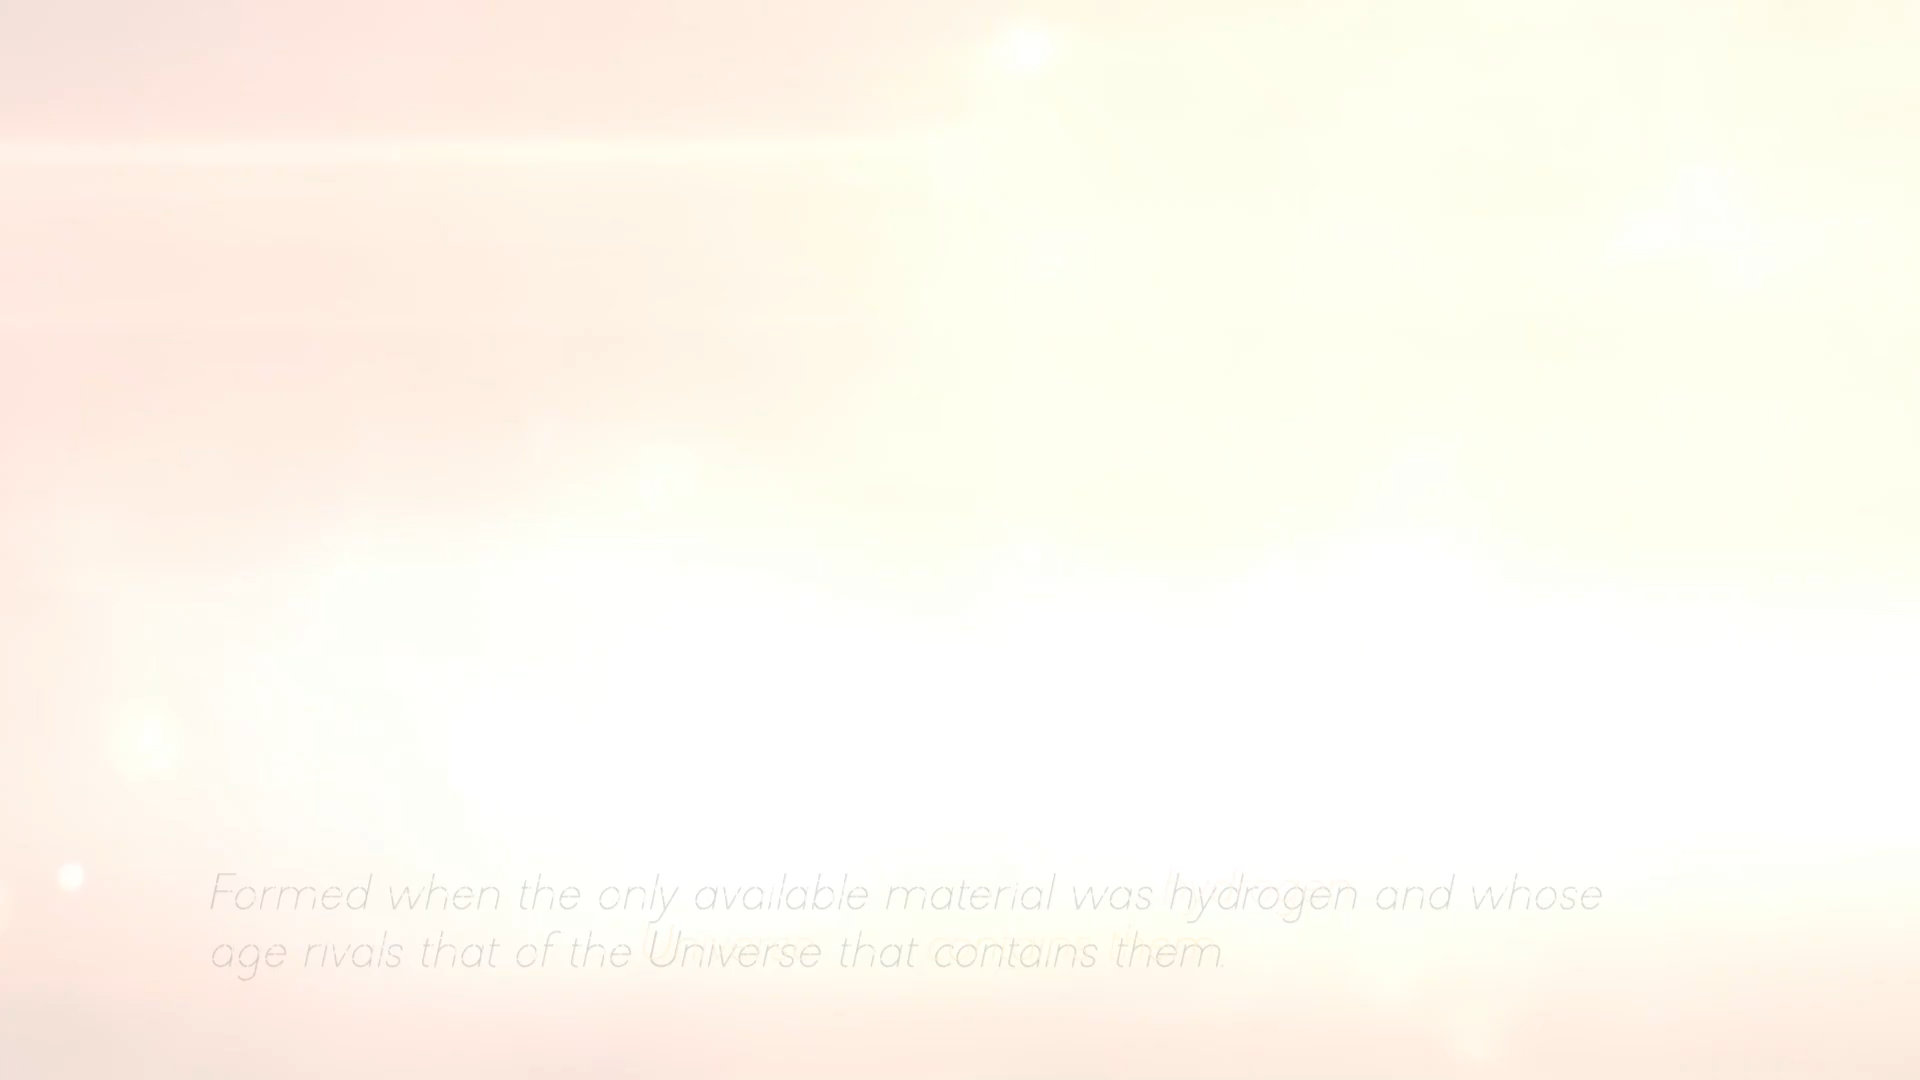 Formed when the only available material was hydrogen and whose
age rivals that of the Universe that contains them.